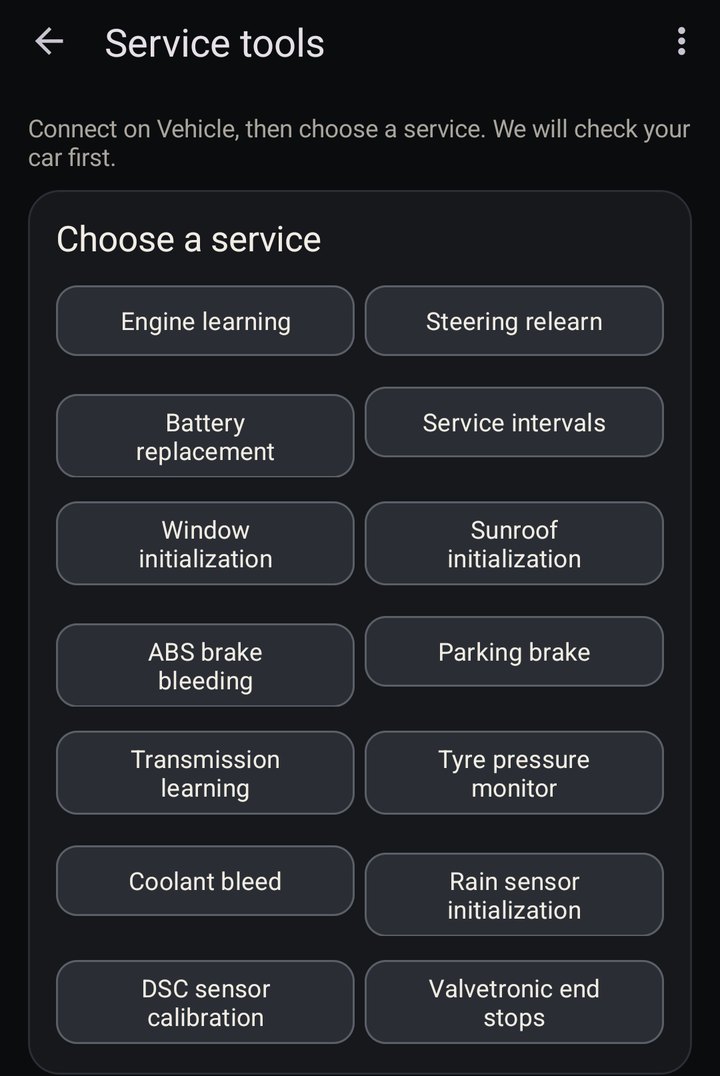 Service tools
Connect on Vehicle, then choose a service. We will check your
car first.
Choose a service
Engine learning
Steering relearn
Battery
replacement
Service intervals
Window
initialization
Sunroof
initialization
ABS brake
bleeding
Parking brake
Transmission
learning
Tyre pressure
monitor
Coolant bleed
Rain sensor
initialization
DSC sensor
calibration
Valvetronic end
stops